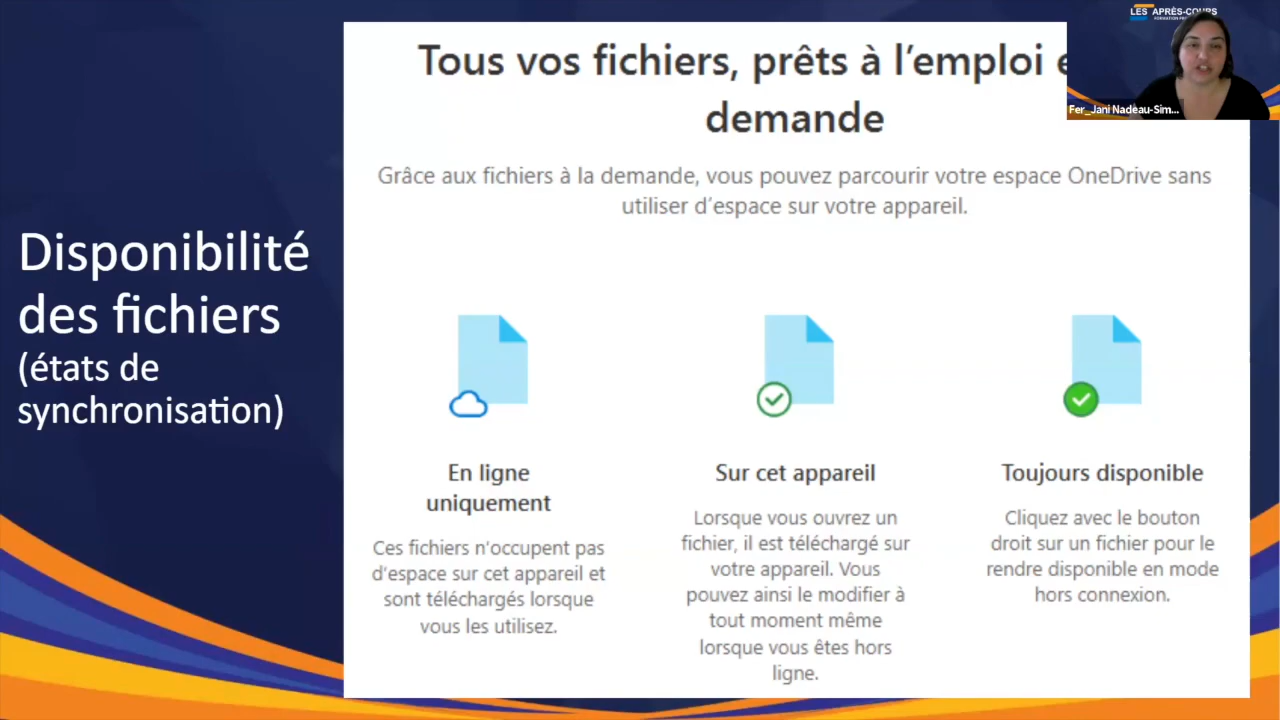 LES APRÈS-COURS
Tous vos fichiers, prêts à l’emploi
demande
Fer_Jani Nadeau-Sim...
Grâce aux fichiers à la demande, vous pouvez parcourir votre espace OneDrive sans
utiliser d’espace sur votre appareil.
Disponibilité
des fichiers
(états de
synchronisation)
En ligne
uniquement
Ces fichiers n’occupent pas
d’espace sur cet appareil et
sont téléchargés lorsque
vous les utilisez.
Sur cet appareil
Lorsque vous ouvrez un
fichier, il est téléchargé sur
votre appareil. Vous
pouvez ainsi le modifier à
tout moment même
lorsque vous êtes hors
ligne.
Toujours disponible
Cliquez avec le bouton
droit sur un fichier pour le
rendre disponible en mode
hors connexion.